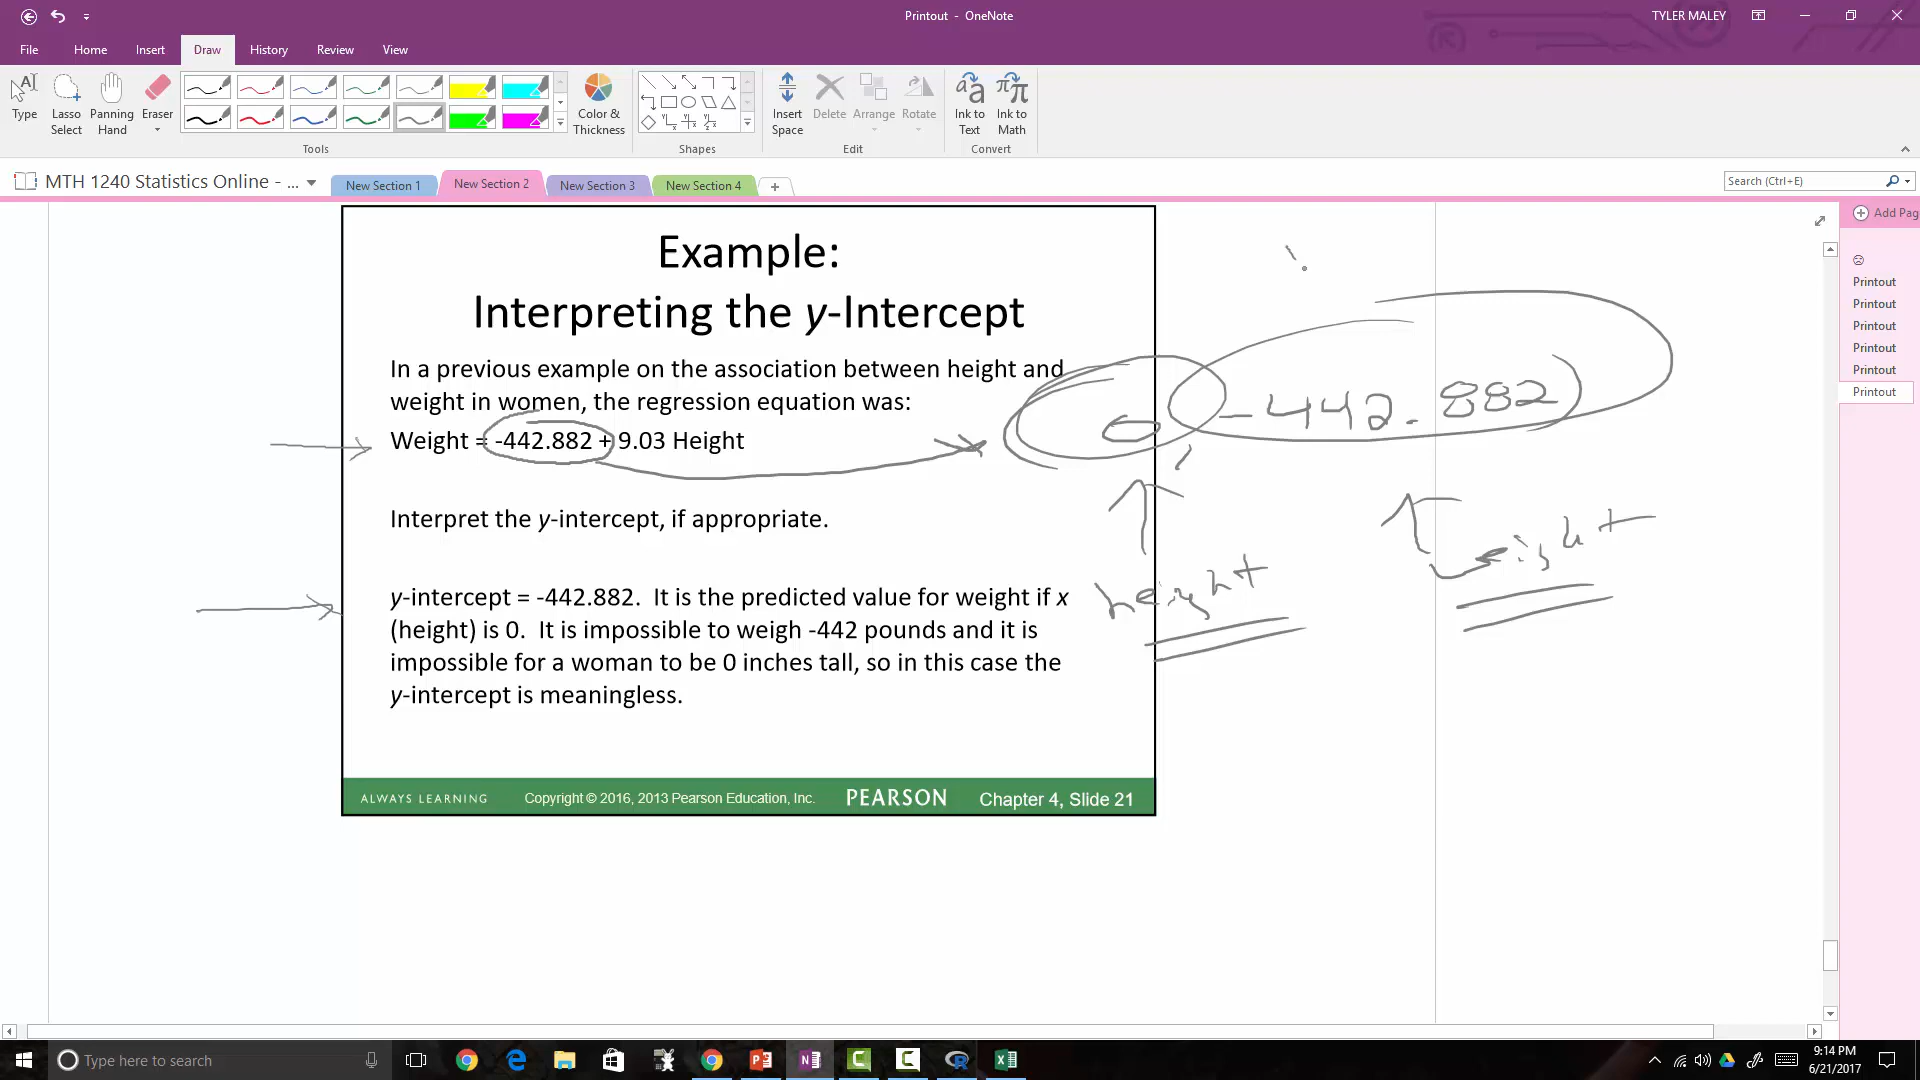 Printout - OneNote
TYLER MALEY
File Home Insert Draw History Review View
Type
Lasso Select
Panning Hand
Eraser
Color & Thickness
Insert Space
Delete
Arrange
Rotate
Ink to Text
Ink to Math
Tools
Shapes
Edit
Convert
MTH 1240 Statistics Online - ...
New Section 1
New Section 2
New Section 3
New Section 4
Search (Ctrl+E)
Add Pag
Printout
Printout
Printout
Printout
Printout
Printout
Example:
Interpreting the y-Intercept
In a previous example on the association between height and
weight in women, the regression equation was:
Weight = -442.882 + 9.03 Height
Interpret the y-intercept, if appropriate.
y-intercept = -442.882. It is the predicted value for weight if x
(height) is 0. It is impossible to weigh -442 pounds and it is
impossible for a woman to be 0 inches tall, so in this case the
y-intercept is meaningless.
ALWAYS LEARNING
Copyright © 2016, 2013 Pearson Education, Inc.
PEARSON
Chapter 4, Slide 21
(0, -442.882)
height
weight
Type here to search
9:14 PM
6/21/2017